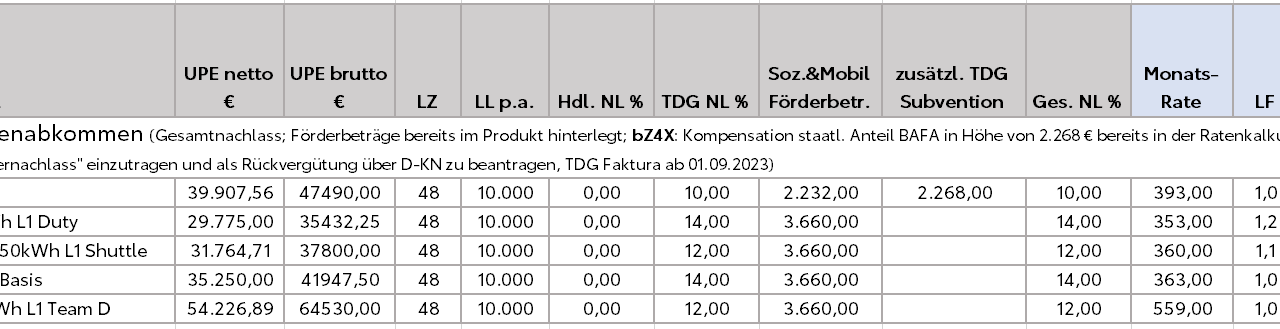 UPE netto € UPE brutto € LZ LL p.a. Hdl. NL % TDG NL % Soz.&Mobil Förderbetr. zusätzl. TDG Subvention Ges. NL % Monats- Rate LF
enabkommen (Gesamtnachlass; Förderbeträge bereits im Produkt hinterlegt; bZ4X: Kompensation staatl. Anteil BAFA in Höhe von 2.268 € bereits in der Ratenkalku
ernachlass" einzutragen und als Rückvergütung über D-KN zu beantragen, TDG Faktura ab 01.09.2023)
39.907,56 47490,00 48 10.000 0,00 10,00 2.232,00 2.268,00 10,00 393,00 1,0
h L1 Duty 29.775,00 35432,25 48 10.000 0,00 14,00 3.660,00 14,00 353,00 1,2
50kWh L1 Shuttle 31.764,71 37800,00 48 10.000 0,00 12,00 3.660,00 12,00 360,00 1,1
Basis 35.250,00 41947,50 48 10.000 0,00 14,00 3.660,00 14,00 363,00 1,0
Wh L1 Team D 54.226,89 64530,00 48 10.000 0,00 12,00 3.660,00 12,00 559,00 1,0